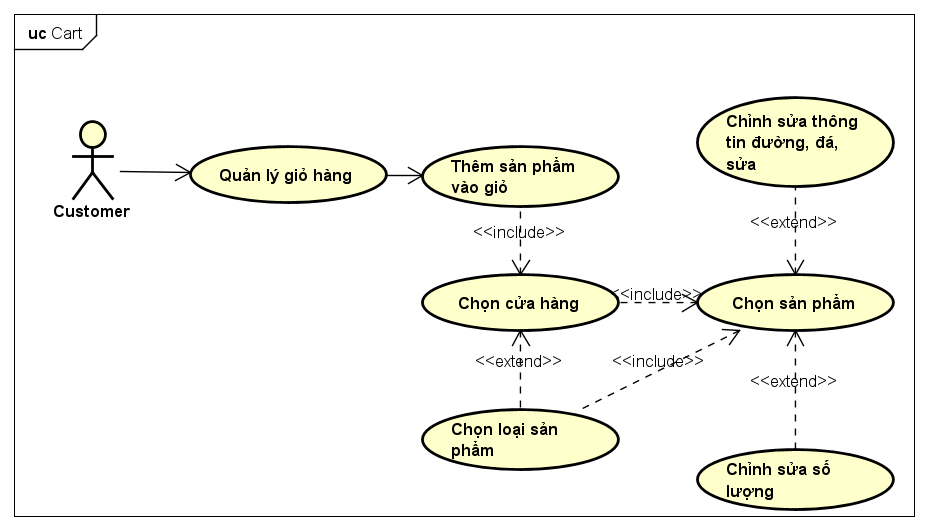 uc Cart
Chỉnh sửa thông
tin đường, đá,
sửa
Quản lý giỏ hàng
Thêm sản phẩm
vào giỏ
Customer
<<include>>
<<extend>>
Chọn cửa hàng
<<include>>
Chọn sản phẩm
<<extend>>
<<include>>
<<extend>>
Chọn loại sản
phẩm
Chỉnh sửa số
lượng